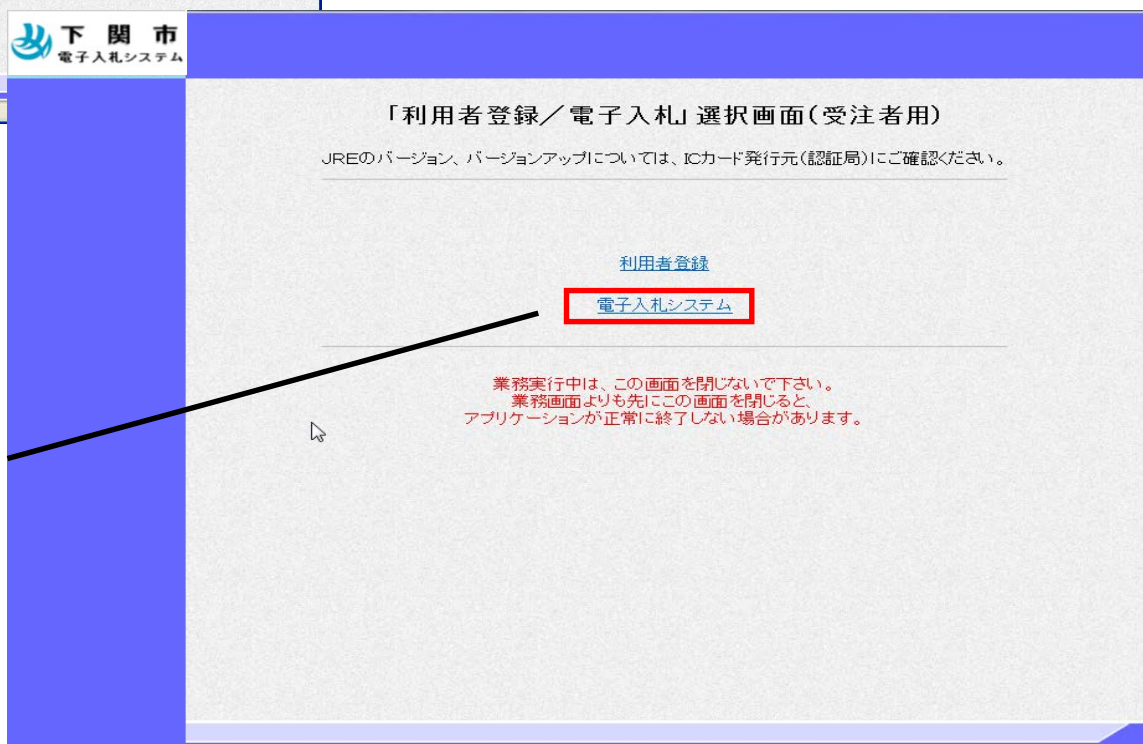 下関市
電子入札システム
「利用者登録／電子入札」選択画面(受注者用)
JREのバージョン、バージョンアップについては、ICカード発行元(認証局)にご確認ください。
利用者登録
電子入札システム
業務実行中は、この画面を閉じないで下さい。
業務画面よりも先にこの画面を閉じると、
アプリケーションが正常に終了しない場合があります。